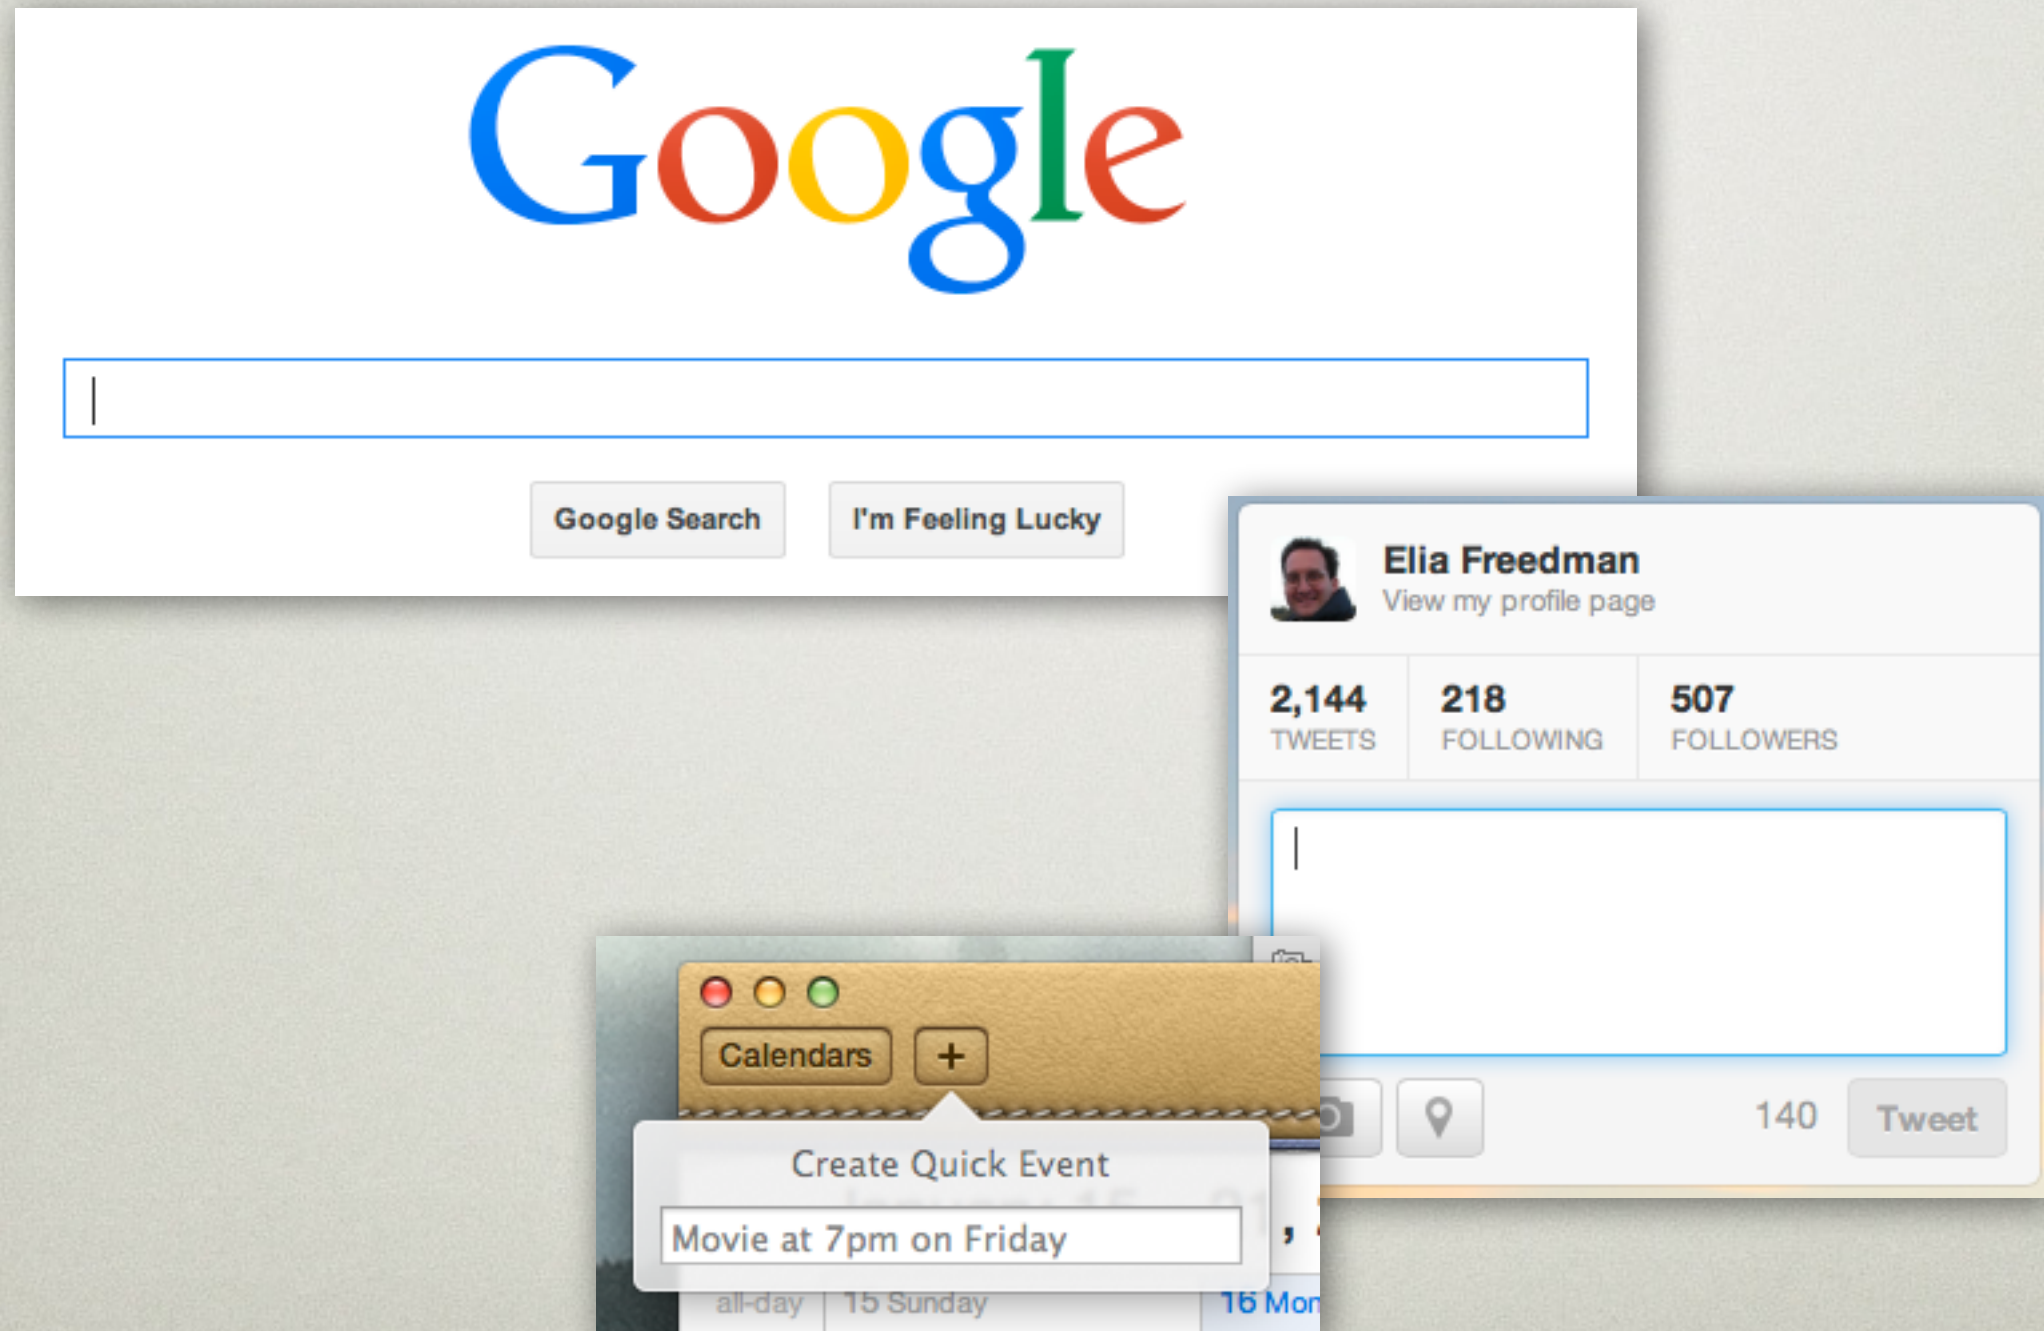 Google
Google Search
I'm Feeling Lucky
Elia Freedman
View my profile page
2,144
TWEETS
218
FOLLOWING
507
FOLLOWERS
140
Tweet
Calendars
+
Create Quick Event
Movie at 7pm on Friday
all-day
15 Sunday
16 Mon